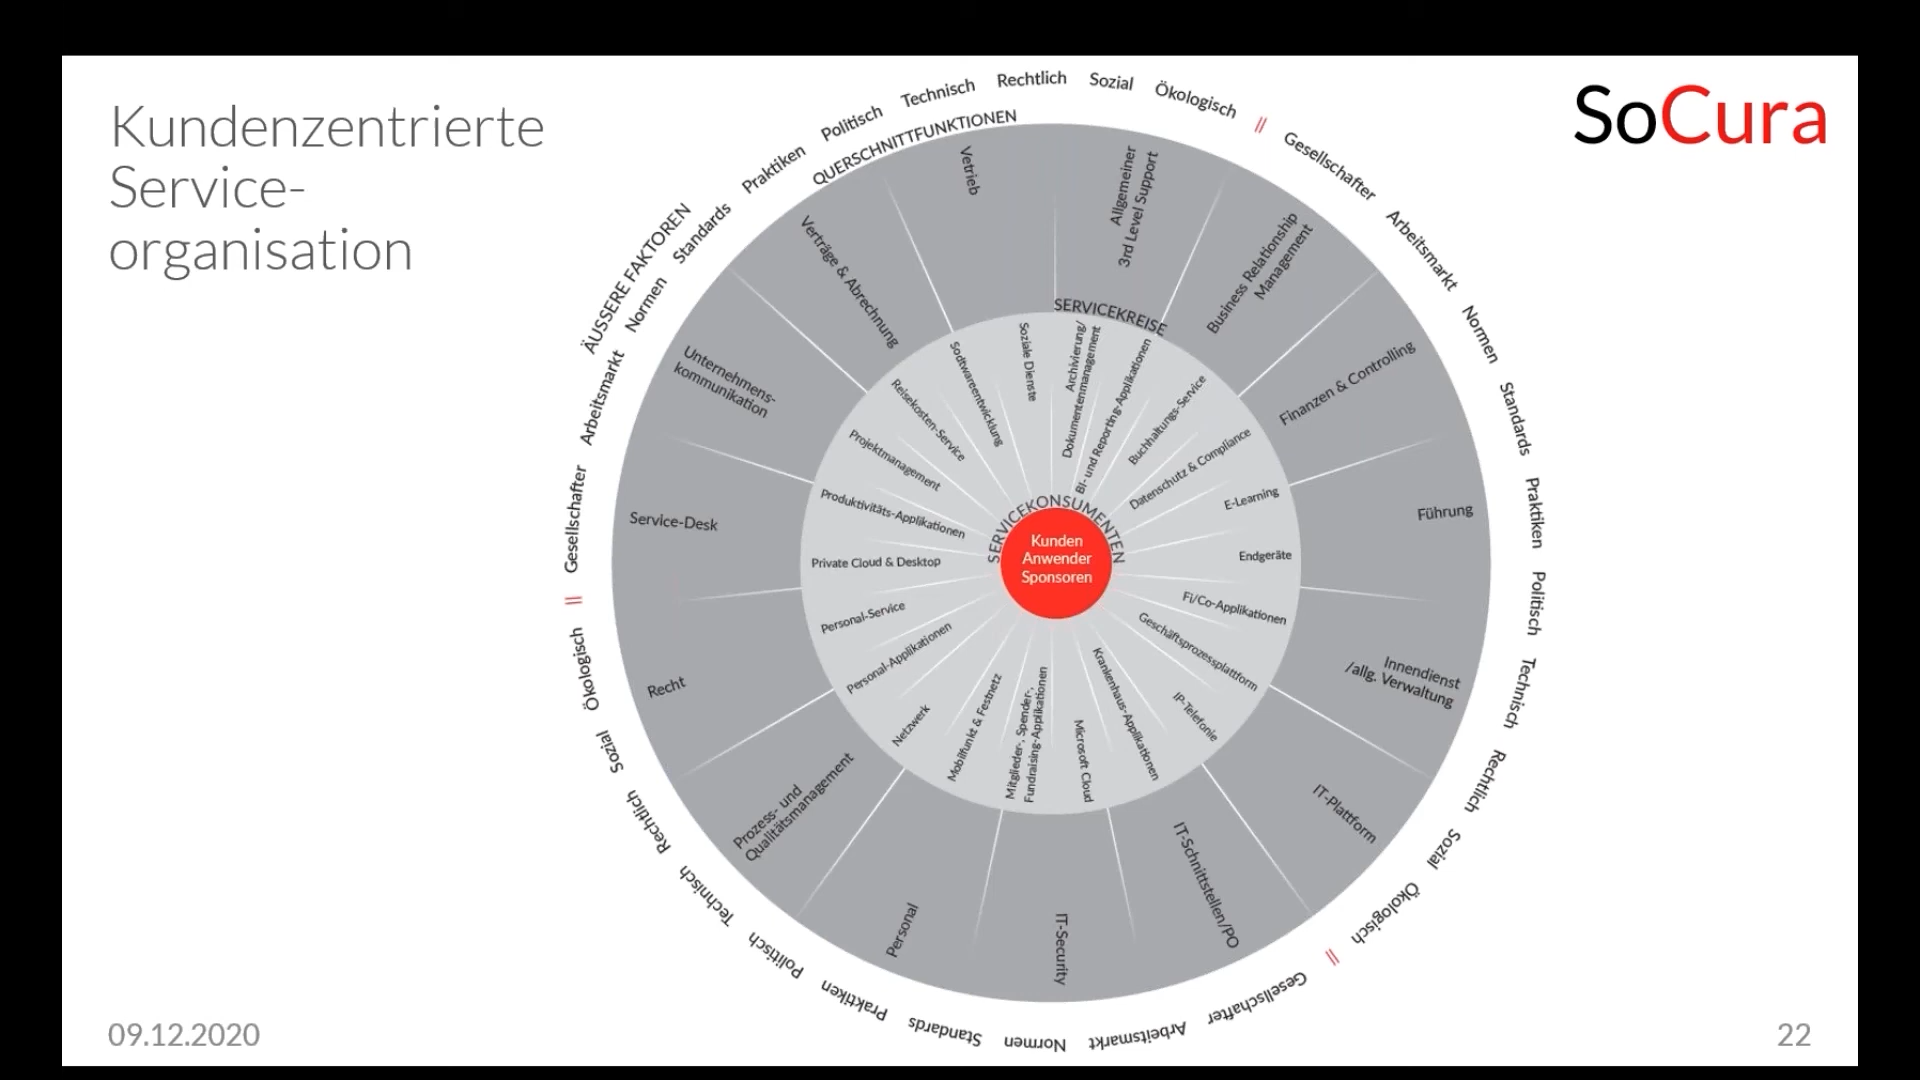 Kundenzentrierte
Service-
organisation
SoCura
ÄUSSERE FAKTOREN
Gesellschafter Arbeitsmarkt Normen Standards Praktiken Politisch Technisch Rechtlich Sozial Ökologisch //
Gesellschafter Arbeitsmarkt Normen Standards Praktiken Politisch Technisch Rechtlich Sozial Ökologisch //
Gesellschafter Arbeitsmarkt Normen Standards Praktiken Politisch Technisch Rechtlich Sozial Ökologisch //
QUERSCHNITTFUNKTIONEN
Allgemeiner
3rd Level Support
Business Relationship
Management
Finanzen & Controlling
Führung
Innendienst
/allg. Verwaltung
IT-Plattform
IT-Schnittstellen/PO
IT-Security
Personal
Prozess- und
Qualitätsmanagement
Recht
Service-Desk
Unternehmens-
kommunikation
Verträge & Abrechnung
Vetrieb
SERVICEKREISE
Archivierung/
Dokumentenmanagement
BI- und Reporting-Applikationen
Buchhaltungs-Service
Datenschutz & Compliance
E-Learning
Endgeräte
Fi/Co-Applikationen
Geschäftsprozessplattform
IP-Telefonie
Krankenhaus-Applikationen
Microsoft Cloud
Mitglieder-, Spender-,
Fundraising-Applikationen
Mobilfunkt & Festnetz
Netzwerk
Personal-Applikationen
Personal-Service
Private Cloud & Desktop
Produktivitäts-Applikationen
Projektmanagement
Reisekosten-Service
Sodtwareentwicklung
Soziale Dienste
SERVICEKONSUMENTEN
Kunden
Anwender
Sponsoren
09.12.2020
22